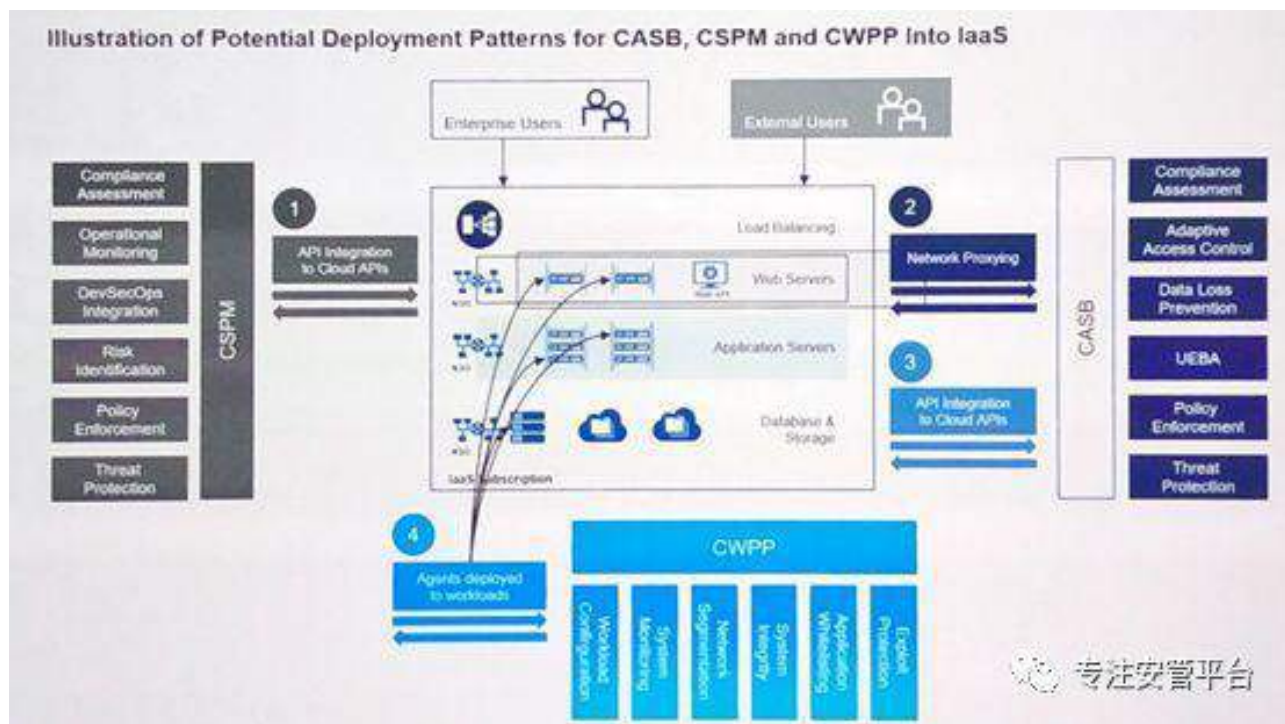 Illustration of Potential Deployment Patterns for CASB, CSPM and CWPP Into IaaS
Enterprise Users
External Users
Compliance
Assessment
Operational
Monitoring
DevSecOps
Integration
Risk
Identification
Policy
Enforcement
Threat
Protection
CSPM
1
API Integration
to Cloud APIs
Load Balancing
Web Servers
Application Servers
Database &
Storage
IaaS Subscription
2
Network Proxying
3
API Integration
to Cloud APIs
CASB
Compliance
Assessment
Adaptive
Access Control
Data Loss
Prevention
UEBA
Policy
Enforcement
Threat
Protection
4
Agents deployed
to workloads
CWPP
Workload
Configuration
System
Monitoring
Network
Segmentation
System
Integrity
Application
Whitelisting
Exploit
Protection
专注安管平台